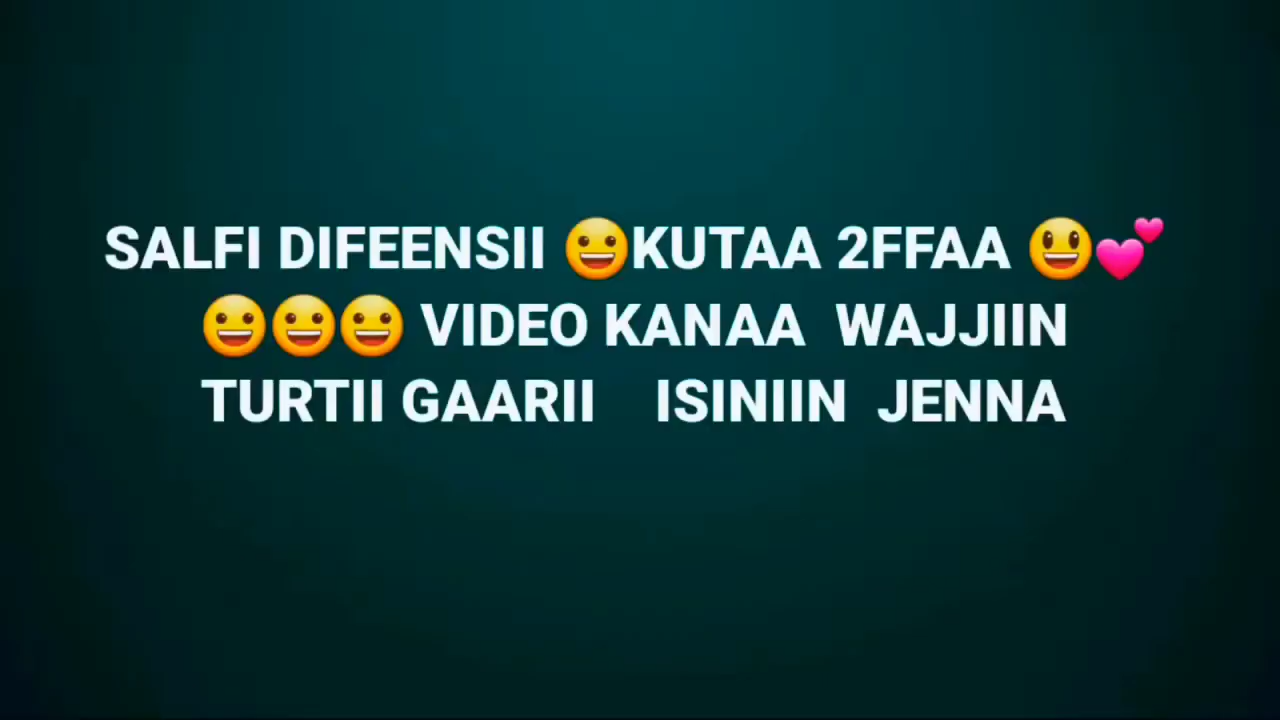 SALFI DIFEENSII 😀KUTAA 2FFAA 😃💕
😀😀😀 VIDEO KANAA WAJJIIN
TURTII GAARII ISINIIN JENNA